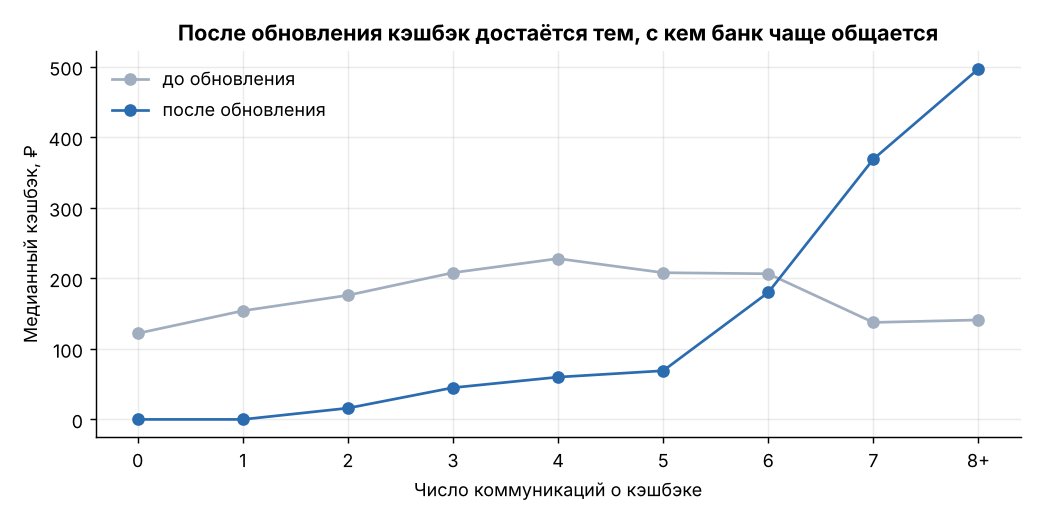 После обновления кэшбэк достаётся тем, с кем банк чаще общается
до обновления
после обновления
Медианный кэшбэк, ₽
500
400
300
200
100
0
0 1 2 3 4 5 6 7 8+
Число коммуникаций о кэшбеке